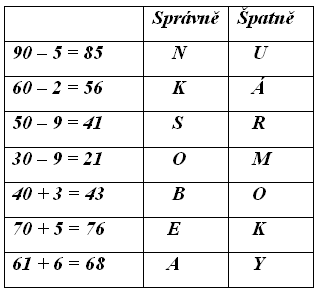 Správně Špatně
90 – 5 = 85 N U
60 – 2 = 56 K Á
50 – 9 = 41 S R
30 – 9 = 21 O M
40 + 3 = 43 B O
70 + 5 = 76 E K
61 + 6 = 68 A Y